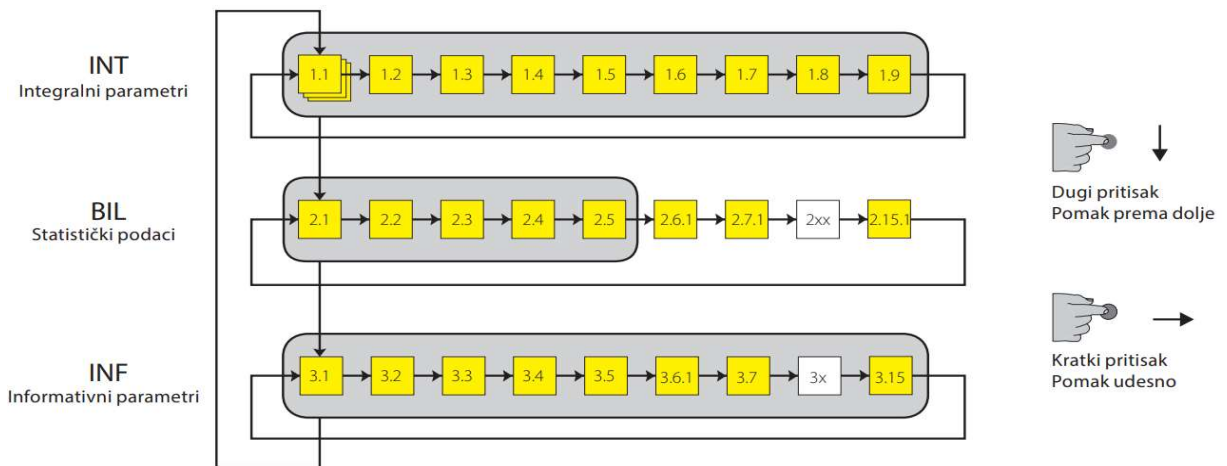 INT
Integralni parametri
1.1 1.2 1.3 1.4 1.5 1.6 1.7 1.8 1.9
BIL
Statistički podaci
2.1 2.2 2.3 2.4 2.5 2.6.1 2.7.1 2xx 2.15.1
INF
Informativni parametri
3.1 3.2 3.3 3.4 3.5 3.6.1 3.7 3x 3.15
Dugi pritisak
Pomak prema dolje
Kratki pritisak
Pomak udesno